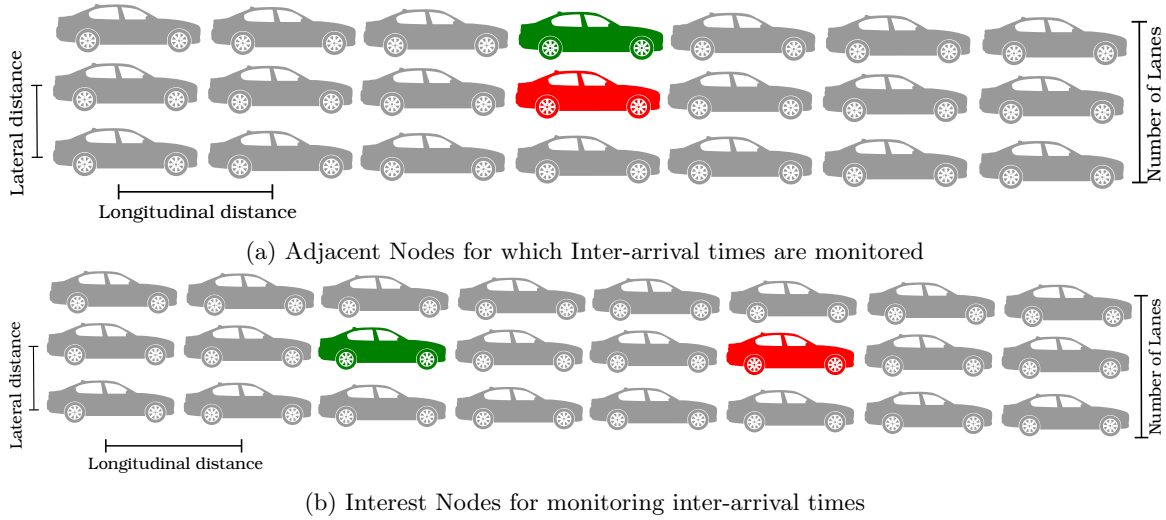 Lateral distance
Number of Lanes
Longitudinal distance
(a) Adjacent Nodes for which Inter-arrival times are monitored
Lateral distance
Number of Lanes
Longitudinal distance
(b) Interest Nodes for monitoring inter-arrival times